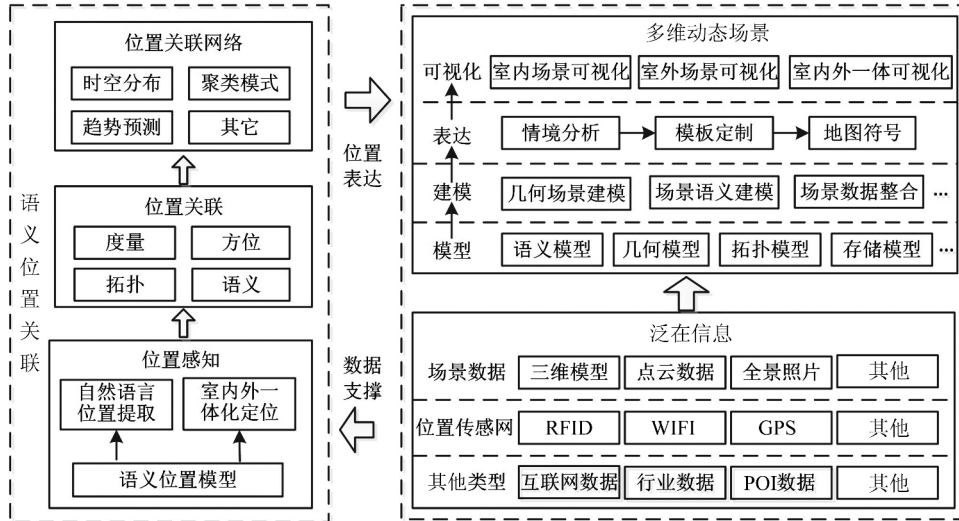 位置关联网络
时空分布
聚类模式
趋势预测
其它
位置关联
度量
方位
拓扑
语义
位置感知
自然语言
位置提取
室内外一
体化定位
语义位置模型
语义位置关联
位置
表达
数据
支撑
多维动态场景
可视化
室内场景可视化
室外场景可视化
室内外一体可视化
表达
情境分析
模板定制
地图符号
建模
几何场景建模
场景语义建模
场景数据整合
...
模型
语义模型
几何模型
拓扑模型
存储模型
...
泛在信息
场景数据
三维模型
点云数据
全景照片
其他
位置传感网
RFID
WIFI
GPS
其他
其他类型
互联网数据
行业数据
POI数据
其他